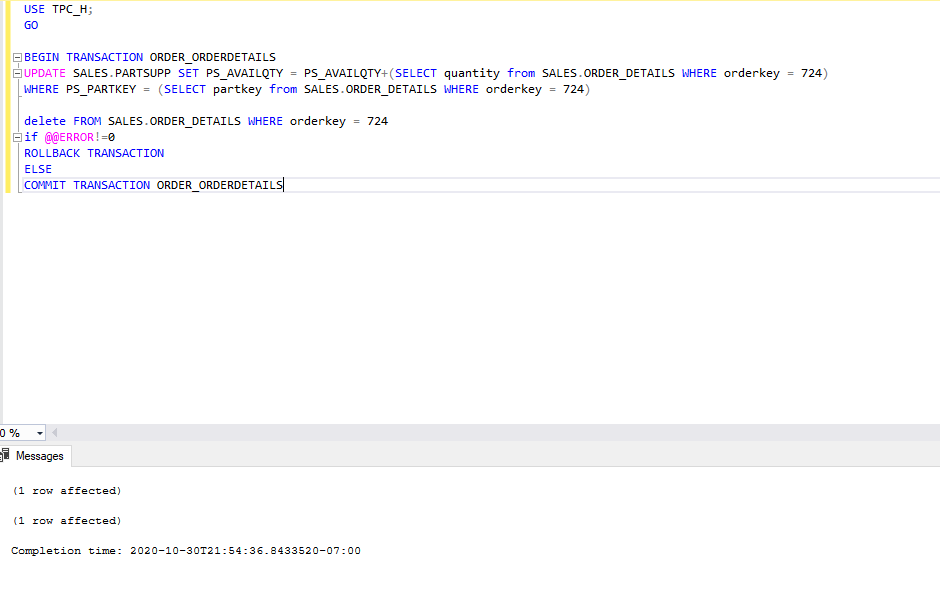 USE TPC_H;
GO
BEGIN TRANSACTION ORDER_ORDERDETAILS
UPDATE SALES.PARTSUPP SET PS_AVAILQTY = PS_AVAILQTY+(SELECT quantity from SALES.ORDER_DETAILS WHERE orderkey = 724)
WHERE PS_PARTKEY = (SELECT partkey from SALES.ORDER_DETAILS WHERE orderkey = 724)
delete FROM SALES.ORDER_DETAILS WHERE orderkey = 724
if @@ERROR!=0
ROLLBACK TRANSACTION
ELSE
COMMIT TRANSACTION ORDER_ORDERDETAILS
0 %
Messages
(1 row affected)
(1 row affected)
Completion time: 2020-10-30T21:54:36.8433520-07:00